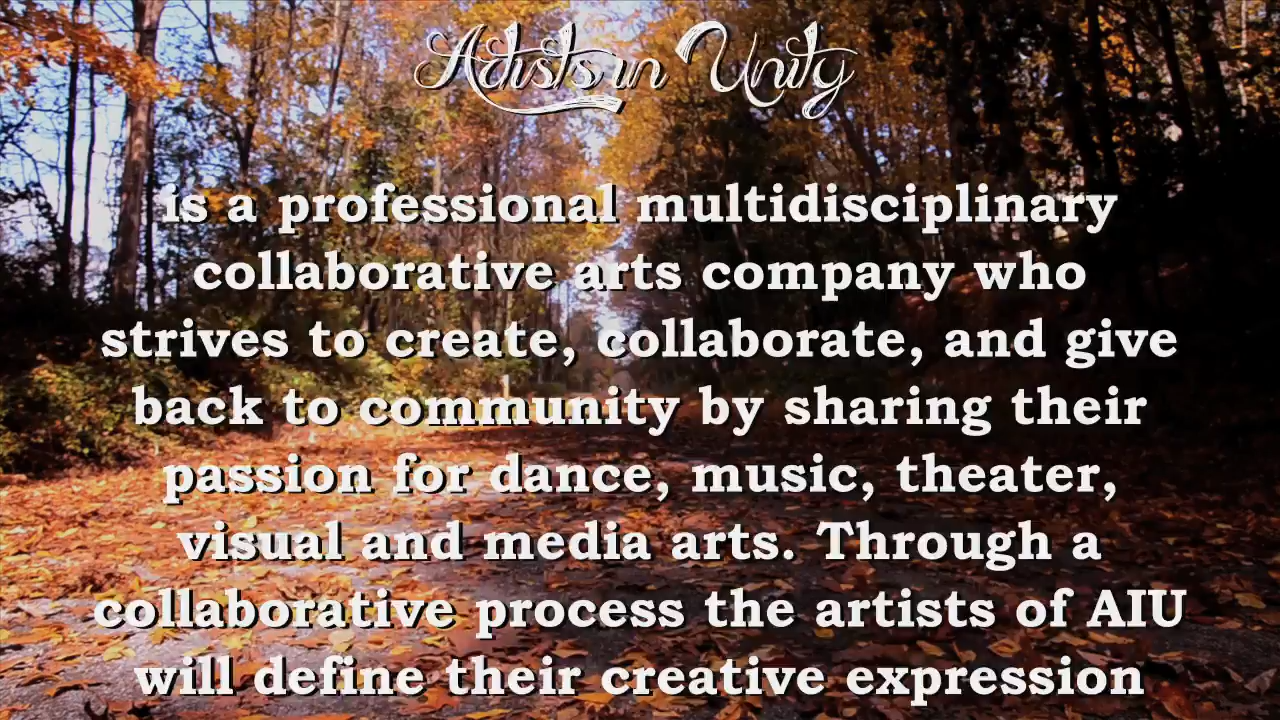 Artists in Unity
is a professional multidisciplinary
collaborative arts company who
strives to create, collaborate, and give
back to community by sharing their
passion for dance, music, theater,
visual and media arts. Through a
collaborative process the artists of AIU
will define their creative expression